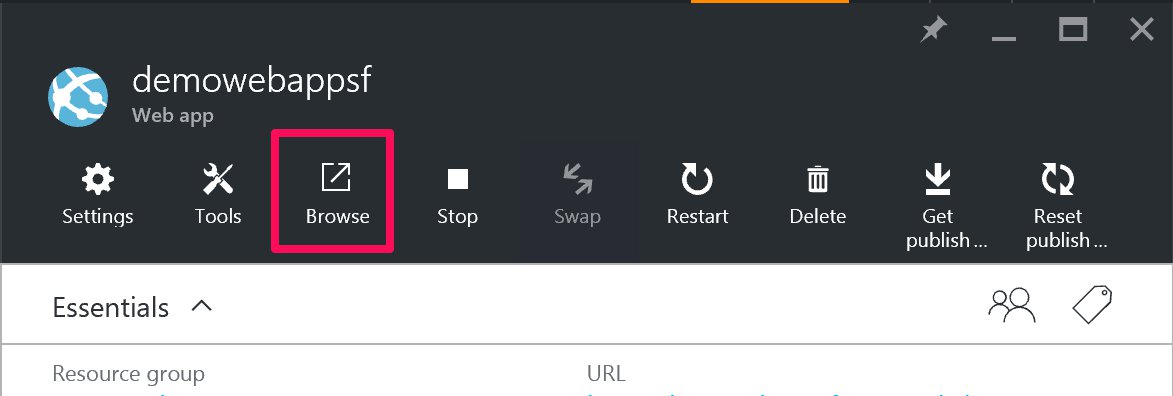 demowebappsf
Web app
Settings
Tools
Browse
Stop
Swap
Restart
Delete
Get publish ...
Reset publish ...
Essentials
Resource group
URL